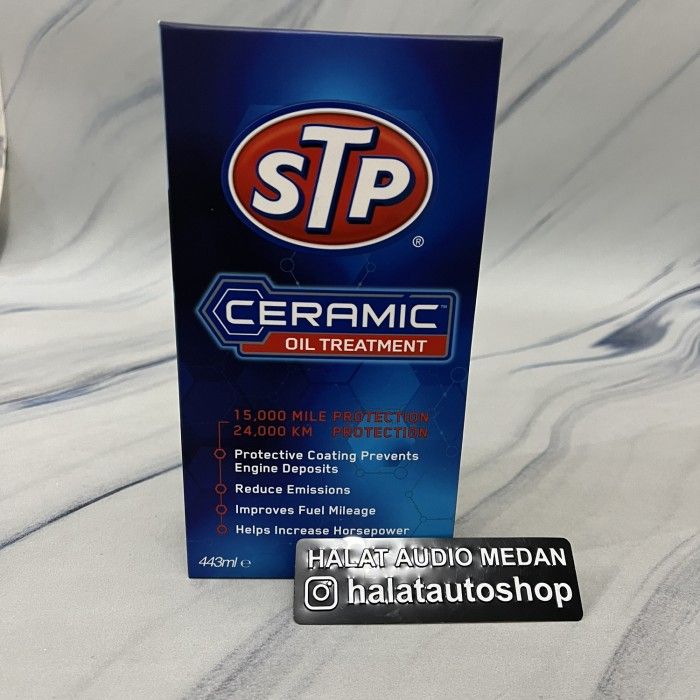 STP
®
CERAMIC™
OIL TREATMENT
15,000 MILE PROTECTION
24,000 KM PROTECTION
Protective Coating Prevents
Engine Deposits
Reduce Emissions
Improves Fuel Mileage
Helps Increase Horsepower
443ml ℮
HALAT AUDIO MEDAN
halatautoshop